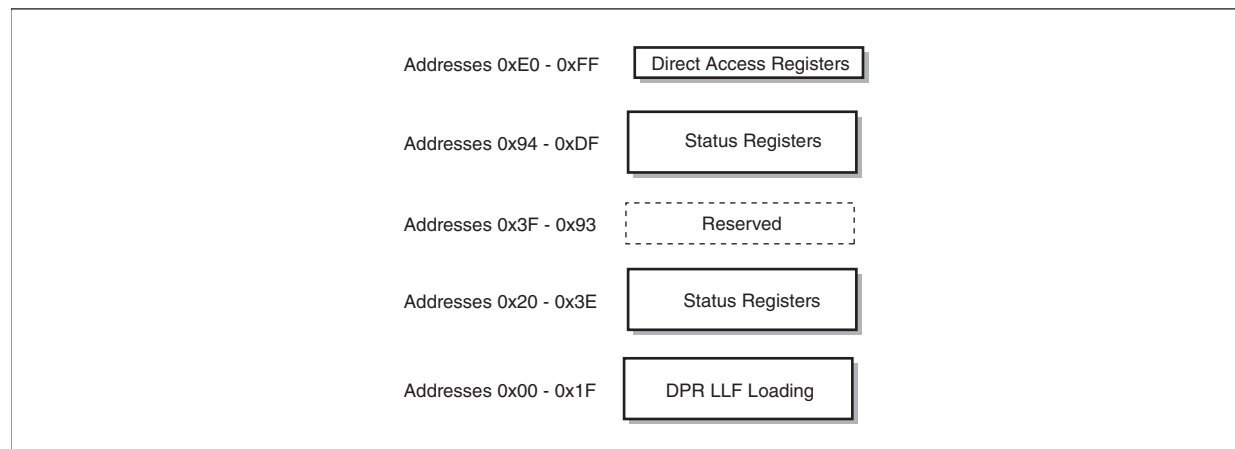 Addresses 0xE0 - 0xFF Direct Access Registers
Addresses 0x94 - 0xDF Status Registers
Addresses 0x3F - 0x93 Reserved
Addresses 0x20 - 0x3E Status Registers
Addresses 0x00 - 0x1F DPR LLF Loading